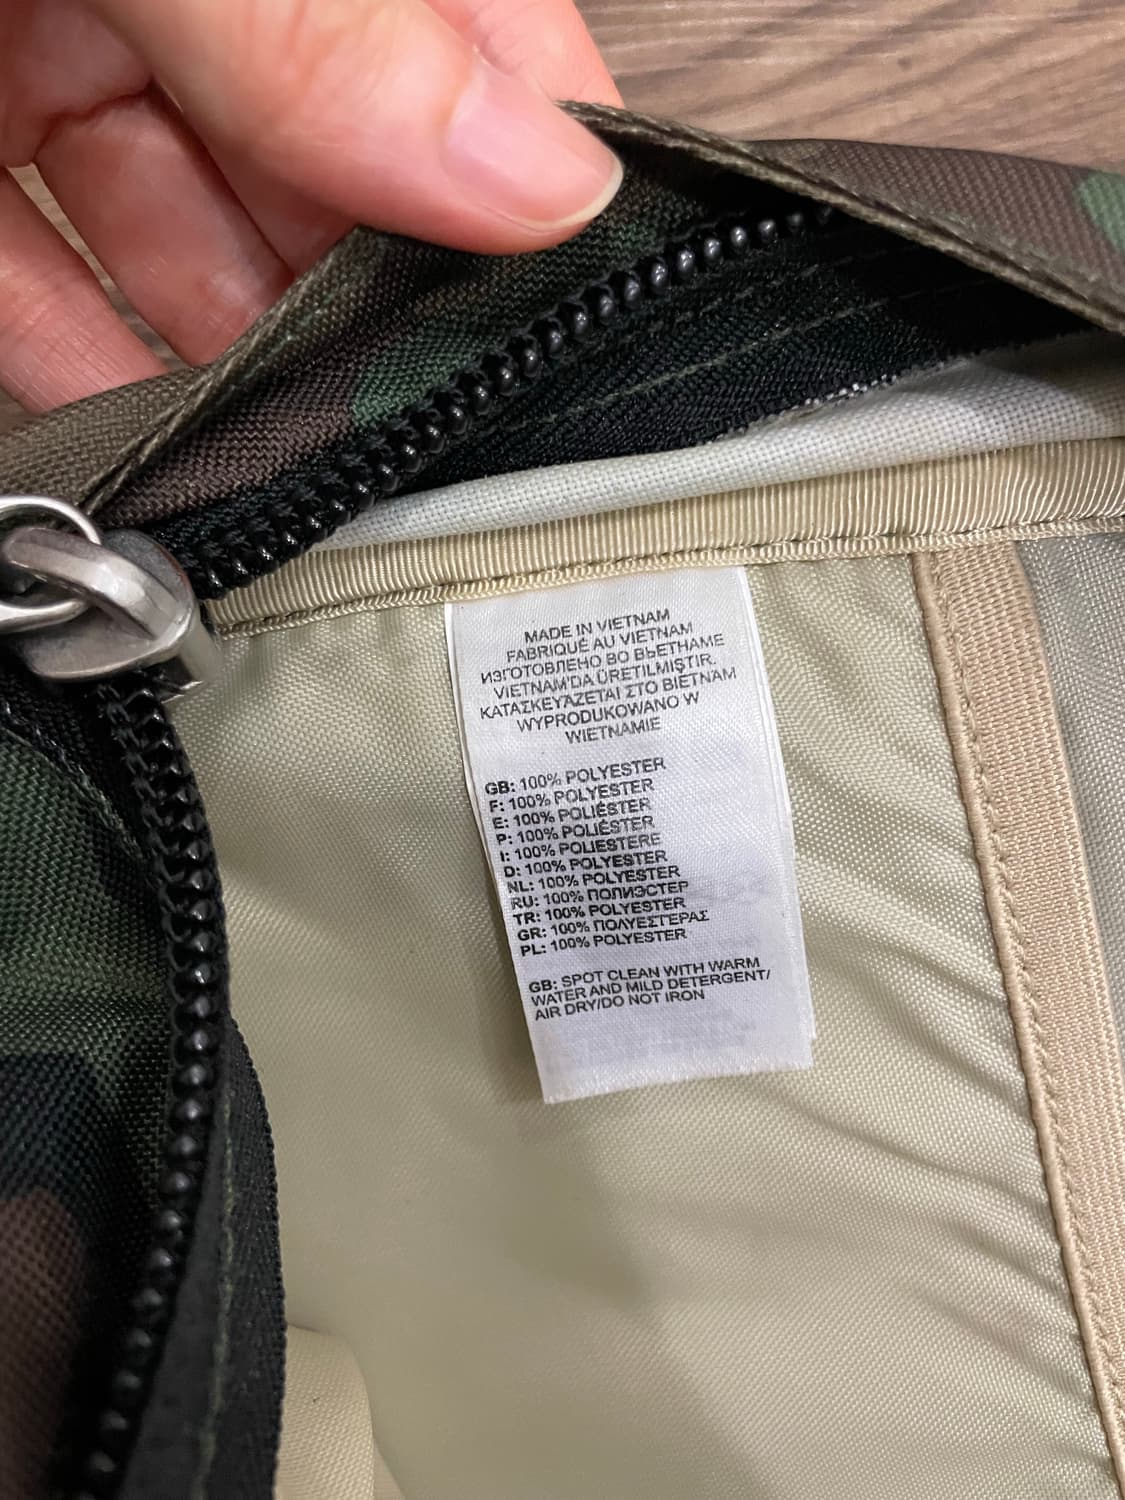 MADE IN VIETNAM
FABRIQUÉ AU VIETNAM
ИЗГОТОВЛЕНО ВО ВЬЕТНАМЕ
VIETNAM'DA ÜRETILMIŞTIR.
ΚΑΤΑΣΚΕΥΆΖΕΤΑΙ ΣΤΟ ΒΙΕΤΝΑΜ
WYPRODUKOWANO W
WIETNAMIE
GB: 100% POLYESTER
F: 100% POLYESTER
E: 100% POLIÉSTER
P: 100% POLIÉSTER
I: 100% POLIESTERE
D: 100% POLYESTER
NL: 100% POLYESTER
RU: 100% ПОЛИЭСТЕР
TR: 100% POLYESTER
GR: 100% ΠΟΛΥΕΣΤΕΡΑΣ
PL: 100% POLYESTER
GB: SPOT CLEAN WITH WARM
WATER AND MILD DETERGENT/
AIR DRY/DO NOT IRON